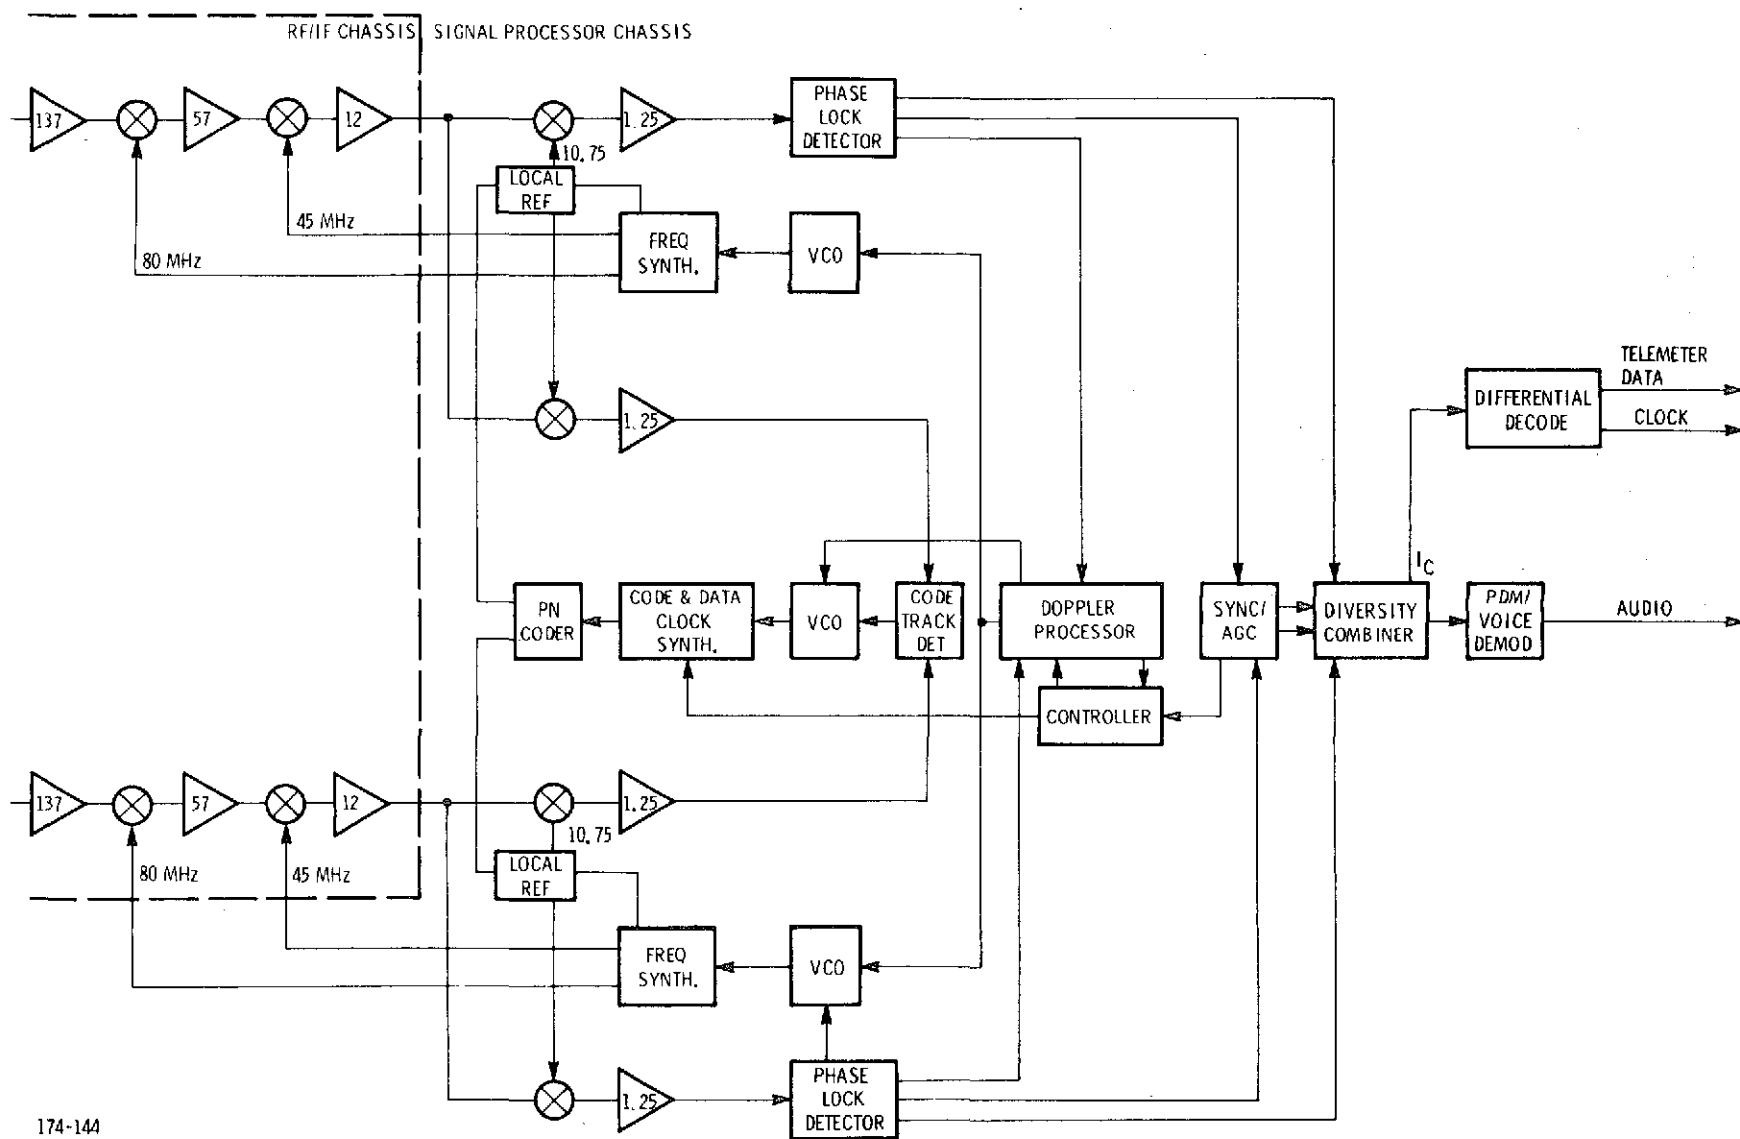 RF/IF CHASSIS
SIGNAL PROCESSOR CHASSIS
137
57
12
1.25
PHASE
LOCK
DETECTOR
10.75
LOCAL
REF
45 MHz
80 MHz
FREQ
SYNTH.
VCO
1.25
TELEMETER
DATA
DIFFERENTIAL
DECODE
CLOCK
IC
PN
CODER
CODE & DATA
CLOCK
SYNTH.
VCO
CODE
TRACK
DET
DOPPLER
PROCESSOR
SYNC/
AGC
DIVERSITY
COMBINER
PDM/
VOICE
DEMOD
AUDIO
CONTROLLER
137
57
12
1.25
10.75
LOCAL
REF
80 MHz
45 MHz
FREQ
SYNTH.
VCO
1.25
PHASE
LOCK
DETECTOR
174-144